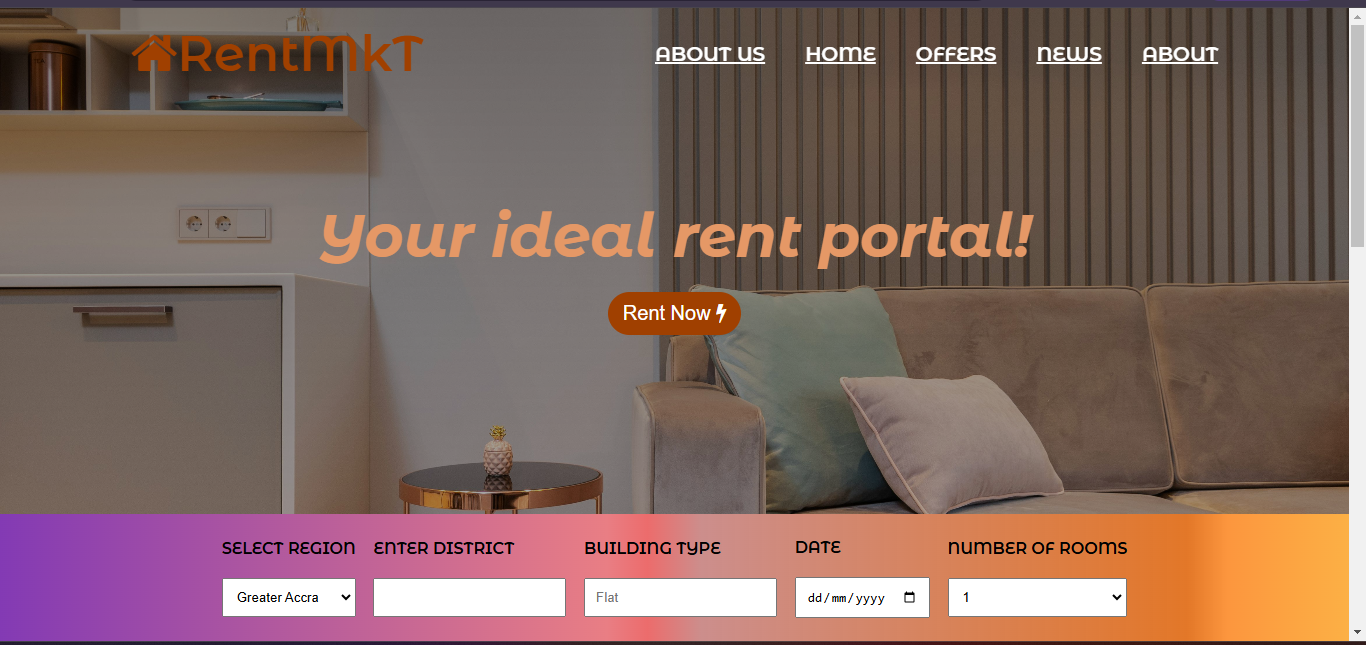 RentMkT
ABOUT US HOME OFFERS NEWS ABOUT
Your ideal rent portal!
Rent Now
SELECT REGION ENTER DISTRICT BUILDING TYPE DATE NUMBER OF ROOMS
Greater Accra Flat dd/mm/yyyy 1